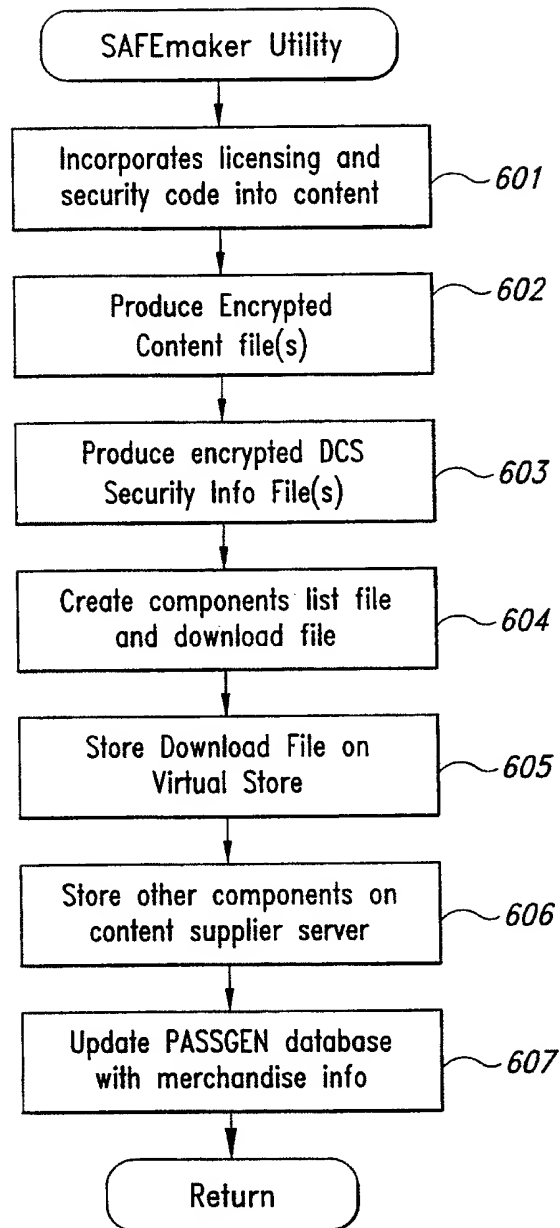 SAFEmaker Utility
Incorporates licensing and
security code into content
601
Produce Encrypted
Content file(s)
602
Produce encrypted DCS
Security Info File(s)
603
Create components list file
and download file
604
Store Download File on
Virtual Store
605
Store other components on
content supplier server
606
Update PASSGEN database
with merchandise info
607
Return